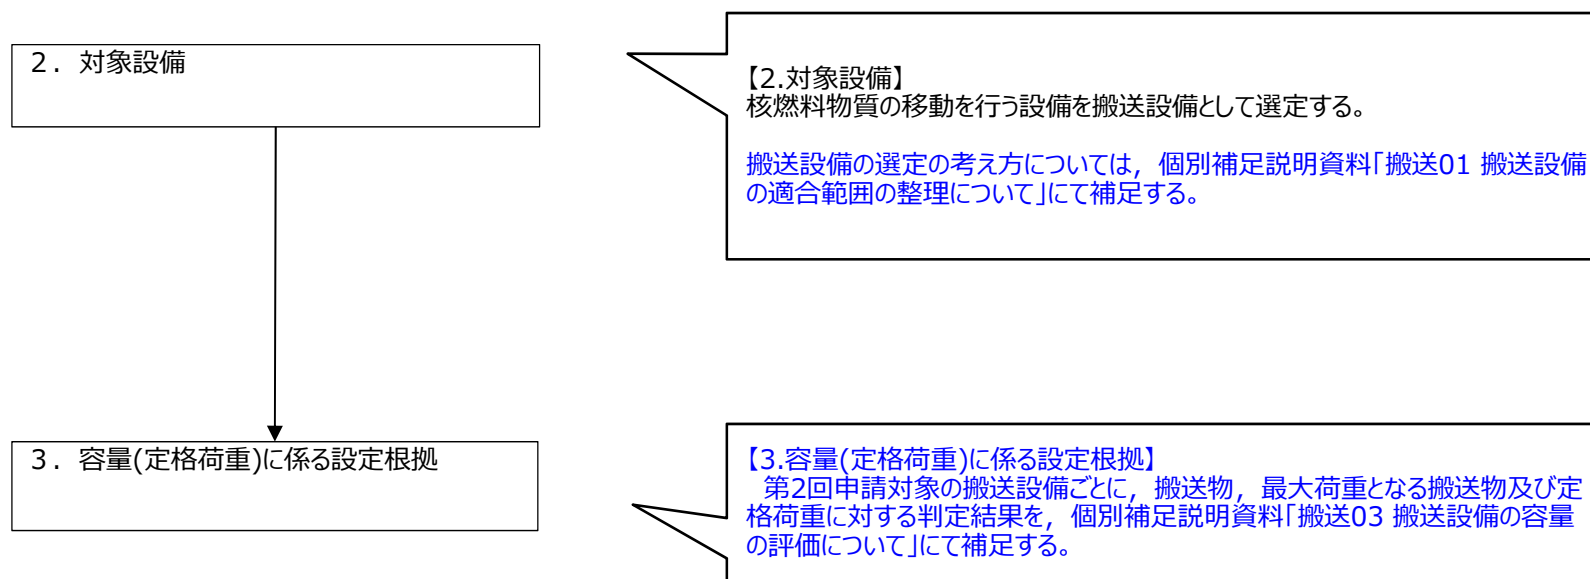 2. 対象設備
【2.対象設備】
核燃料物質の移動を行う設備を搬送設備として選定する。
搬送設備の選定の考え方については，個別補足説明資料「搬送01 搬送設備
の適合範囲の整理について」にて補足する。
3. 容量(定格荷重)に係る設定根拠
【3.容量(定格荷重)に係る設定根拠】
第2回申請対象の搬送設備ごとに，搬送物，最大荷重となる搬送物及び定
格荷重に対する判定結果を，個別補足説明資料「搬送03 搬送設備の容量
の評価について」にて補足する。